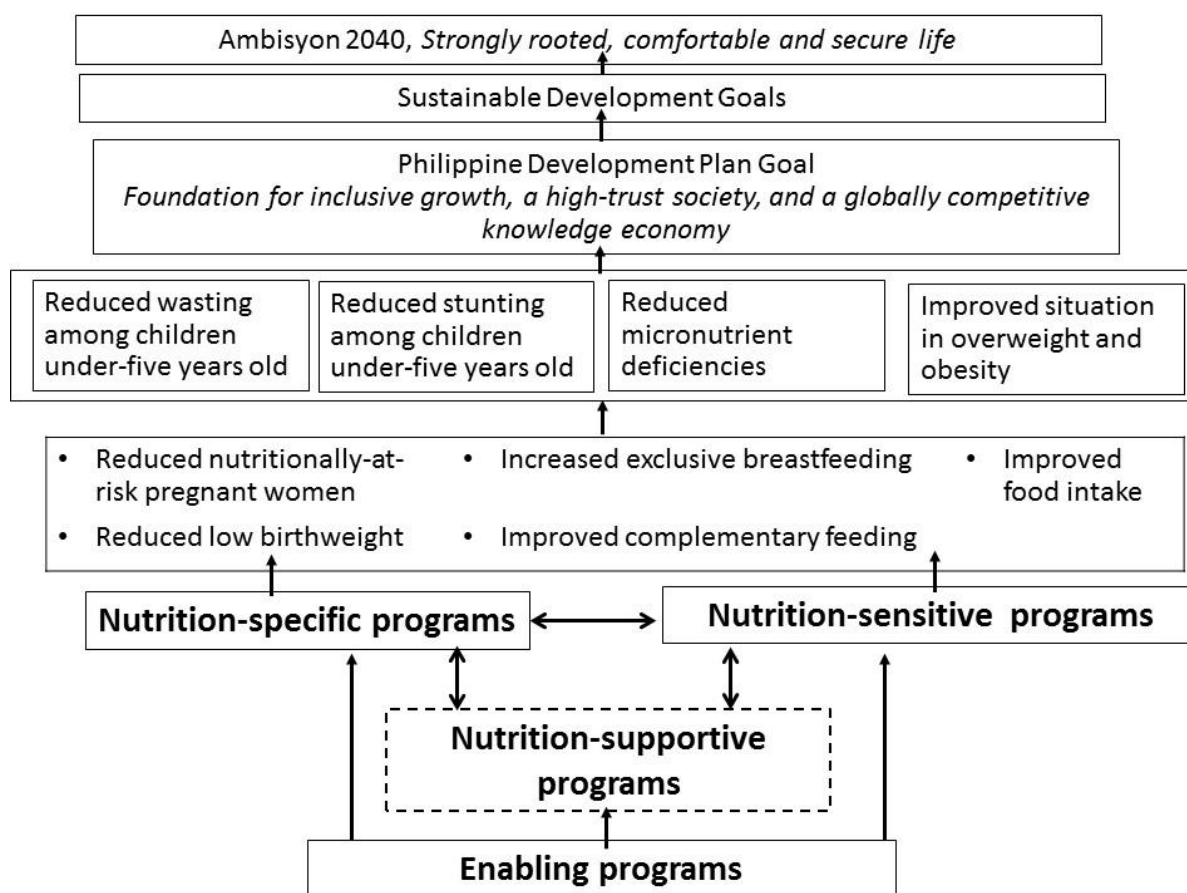 Ambisyon 2040, Strongly rooted, comfortable and secure life
Sustainable Development Goals
Philippine Development Plan Goal
Foundation for inclusive growth, a high-trust society, and a globally competitive
knowledge economy
Reduced wasting
among children
under-five years old
Reduced stunting
among children
under-five years old
Reduced
micronutrient
deficiencies
Improved situation
in overweight and
obesity
• Reduced nutritionally-at-
risk pregnant women
• Reduced low birthweight
• Increased exclusive breastfeeding
• Improved complementary feeding
• Improved
food intake
Nutrition-specific programs
Nutrition-sensitive programs
Nutrition-supportive
programs
Enabling programs